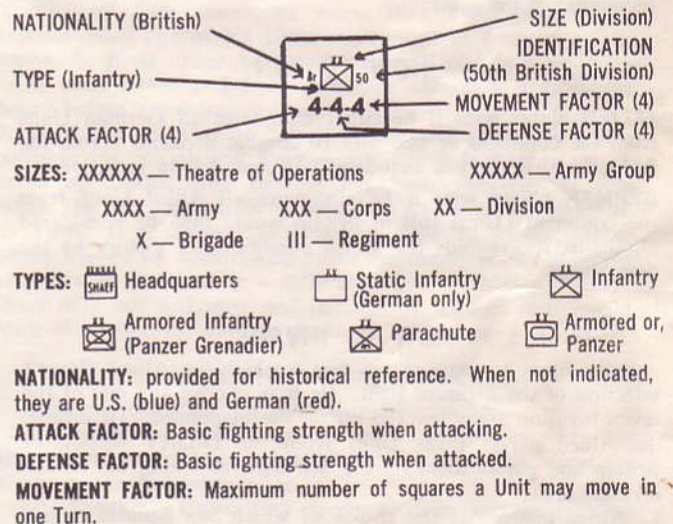 NATIONALITY (British)
SIZE (Division)
IDENTIFICATION
(50th British Division)
TYPE (Infantry)
XX
Br 50
4-4-4
MOVEMENT FACTOR (4)
ATTACK FACTOR (4)
DEFENSE FACTOR (4)
SIZES: XXXXXX — Theatre of Operations XXXXX — Army Group
XXXX — Army XXX — Corps XX — Division
X — Brigade III — Regiment
TYPES: SHAEF Headquarters Static Infantry (German only) Infantry
Armored Infantry (Panzer Grenadier) Parachute Armored or, Panzer
NATIONALITY: provided for historical reference. When not indicated,
they are U.S. (blue) and German (red).
ATTACK FACTOR: Basic fighting strength when attacking.
DEFENSE FACTOR: Basic fighting strength when attacked.
MOVEMENT FACTOR: Maximum number of squares a Unit may move in
one Turn.